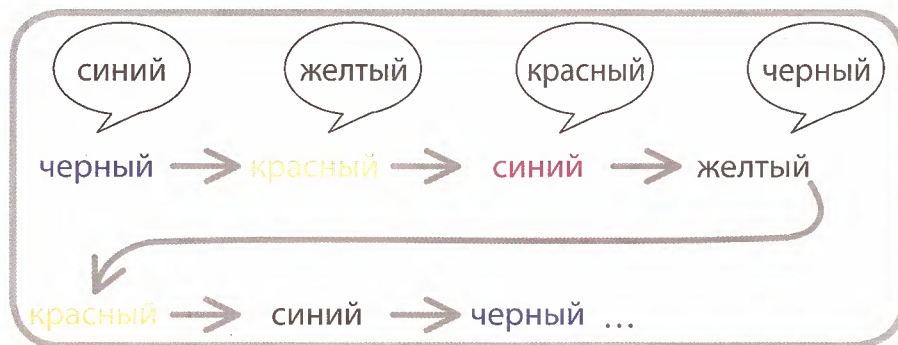 синий желтый красный черный
черный красный синий желтый
красный синий черный ...